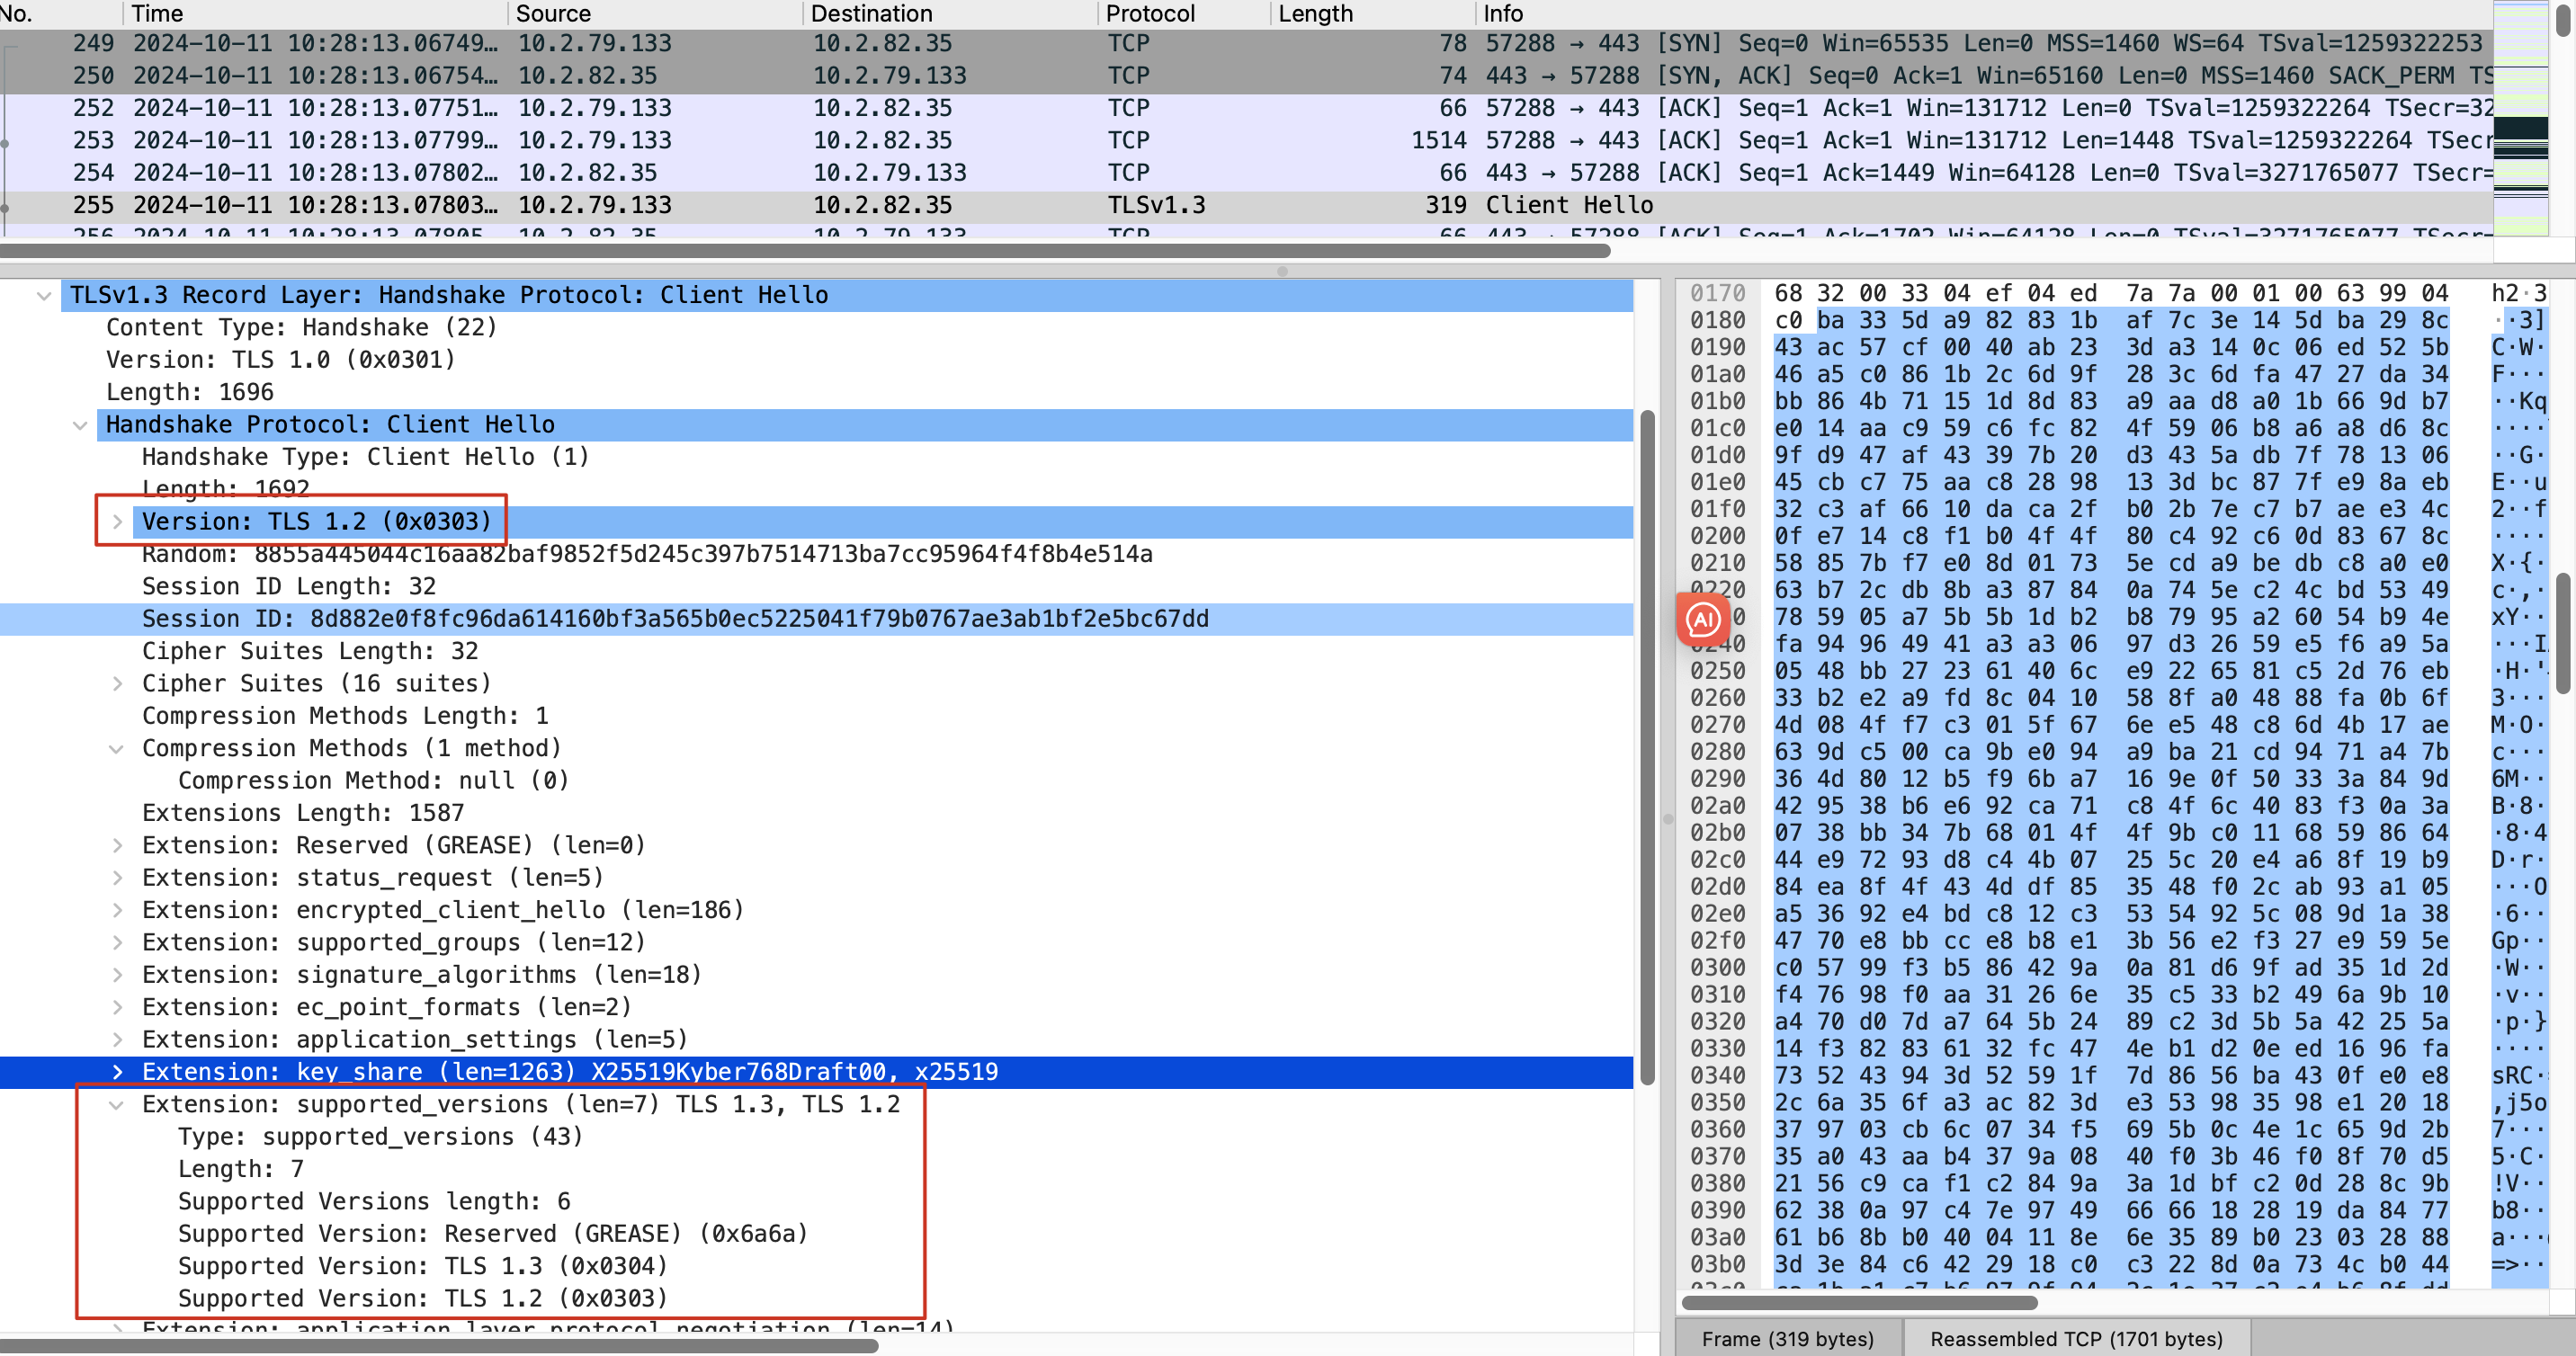 No. Time Source Destination Protocol Length Info
249 2024-10-11 10:28:13.06749… 10.2.79.133 10.2.82.35 TCP 78 57288 → 443 [SYN] Seq=0 Win=65535 Len=0 MSS=1460 WS=64 TSval=1259322253
250 2024-10-11 10:28:13.06754… 10.2.82.35 10.2.79.133 TCP 74 443 → 57288 [SYN, ACK] Seq=0 Ack=1 Win=65160 Len=0 MSS=1460 SACK_PERM TS
252 2024-10-11 10:28:13.07751… 10.2.79.133 10.2.82.35 TCP 66 57288 → 443 [ACK] Seq=1 Ack=1 Win=131712 Len=0 TSval=1259322264 TSecr=32
253 2024-10-11 10:28:13.07799… 10.2.79.133 10.2.82.35 TCP 1514 57288 → 443 [ACK] Seq=1 Ack=1 Win=131712 Len=1448 TSval=1259322264 TSecr
254 2024-10-11 10:28:13.07802… 10.2.82.35 10.2.79.133 TCP 66 443 → 57288 [ACK] Seq=1 Ack=1449 Win=64128 Len=0 TSval=3271765077 TSecr=
255 2024-10-11 10:28:13.07803… 10.2.79.133 10.2.82.35 TLSv1.3 319 Client Hello
256 2024-10-11 10:28:13.07805 10.2.82.35 10.2.79.133 TCP 66 443 → 57288 [ACK] Seq=1 Ack=1702 Win=64128 Len=0 TSval=3271765077 TSecr=
TLSv1.3 Record Layer: Handshake Protocol: Client Hello
Content Type: Handshake (22)
Version: TLS 1.0 (0x0301)
Length: 1696
Handshake Protocol: Client Hello
Handshake Type: Client Hello (1)
Length: 1692
Version: TLS 1.2 (0x0303)
Random: 8855a445044c16aa82baf9852f5d245c397b7514713ba7cc95964f4f8b4e514a
Session ID Length: 32
Session ID: 8d882e0f8fc96da614160bf3a565b0ec5225041f79b0767ae3ab1bf2e5bc67dd
Cipher Suites Length: 32
Cipher Suites (16 suites)
Compression Methods Length: 1
Compression Methods (1 method)
Compression Method: null (0)
Extensions Length: 1587
Extension: Reserved (GREASE) (len=0)
Extension: status_request (len=5)
Extension: encrypted_client_hello (len=186)
Extension: supported_groups (len=12)
Extension: signature_algorithms (len=18)
Extension: ec_point_formats (len=2)
Extension: application_settings (len=5)
Extension: key_share (len=1263) X25519Kyber768Draft00, x25519
Extension: supported_versions (len=7) TLS 1.3, TLS 1.2
Type: supported_versions (43)
Length: 7
Supported Versions length: 6
Supported Version: Reserved (GREASE) (0x6a6a)
Supported Version: TLS 1.3 (0x0304)
Supported Version: TLS 1.2 (0x0303)
Extension: application_layer_protocol_negotiation (len=14)
0170 68 32 00 33 04 ef 04 ed 7a 7a 00 01 00 63 99 04 h2·3
0180 c0 ba 33 5d a9 82 83 1b af 7c 3e 14 5d ba 29 8c ··3]
0190 43 ac 57 cf 00 40 ab 23 3d a3 14 0c 06 ed 52 5b C·W·
01a0 46 a5 c0 86 1b 2c 6d 9f 28 3c 6d fa 47 27 da 34 F···
01b0 bb 86 4b 71 15 1d 8d 83 a9 aa d8 a0 1b 66 9d b7 ··Kq
01c0 e0 14 aa c9 59 c6 fc 82 4f 59 06 b8 a6 a8 d6 8c ····
01d0 9f d9 47 af 43 39 7b 20 d3 43 5a db 7f 78 13 06 ··G·
01e0 45 cb c7 75 aa c8 28 98 13 3d bc 87 7f e9 8a eb E··u
01f0 32 c3 af 66 10 da ca 2f b0 2b 7e c7 b7 ae e3 4c 2··f
0200 0f e7 14 c8 f1 b0 4f 4f 80 c4 92 c6 0d 83 67 8c ····
0210 58 85 7b f7 e0 8d 01 73 5e cd a9 be db c8 a0 e0 X·{·
0220 63 b7 2c db 8b a3 87 84 0a 74 5e c2 4c bd 53 49 c·,·
AI 78 59 05 a7 5b 5b 1d b2 b8 79 95 a2 60 54 b9 4e xY··
0240 fa 94 96 49 41 a3 a3 06 97 d3 26 59 e5 f6 a9 5a ···I
0250 05 48 bb 27 23 61 40 6c e9 22 65 81 c5 2d 76 eb ·H·'
0260 33 b2 e2 a9 fd 8c 04 10 58 8f a0 48 88 fa 0b 6f 3···
0270 4d 08 4f f7 c3 01 5f 67 6e e5 48 c8 6d 4b 17 ae M·O·
0280 63 9d c5 00 ca 9b e0 94 a9 ba 21 cd 94 71 a4 7b c···
0290 36 4d 80 12 b5 f9 6b a7 16 9e 0f 50 33 3a 84 9d 6M··
02a0 42 95 38 b6 e6 92 ca 71 c8 4f 6c 40 83 f3 0a 3a B·8·
02b0 07 38 bb 34 7b 68 01 4f 4f 9b c0 11 68 59 86 64 ·8·4
02c0 44 e9 72 93 d8 c4 4b 07 25 5c 20 e4 a6 8f 19 b9 D·r·
02d0 84 ea 8f 4f 43 4d df 85 35 48 f0 2c ab 93 a1 05 ···O
02e0 a5 36 92 e4 bd c8 12 c3 53 54 92 5c 08 9d 1a 38 ·6··
02f0 47 70 e8 bb cc e8 b8 e1 3b 56 e2 f3 27 e9 59 5e Gp··
0300 c0 57 99 f3 b5 86 42 9a 0a 81 d6 9f ad 35 1d 2d ·W··
0310 f4 76 98 f0 aa 31 26 6e 35 c5 33 b2 49 6a 9b 10 ·v··
0320 a4 70 d0 7d a7 64 5b 24 89 c2 3d 5b 5a 42 25 5a ·p·}
0330 14 f3 82 83 61 32 fc 47 4e b1 d2 0e ed 16 96 fa ····
0340 73 52 43 94 3d 52 59 1f 7d 86 56 ba 43 0f e0 e8 sRC·
0350 2c 6a 35 6f a3 ac 82 3d e3 53 98 35 98 e1 20 18 ,j5o
0360 37 97 03 cb 6c 07 34 f5 69 5b 0c 4e 1c 65 9d 2b 7···
0370 35 a0 43 aa b4 37 9a 08 40 f0 3b 46 f0 8f 70 d5 5·C·
0380 21 56 c9 ca f1 c2 84 9a 3a 1d bf c2 0d 28 8c 9b !V··
0390 62 38 0a 97 c4 7e 97 49 66 66 18 28 19 da 84 77 b8··
03a0 61 b6 8b b0 40 04 11 8e 6e 35 89 b0 23 03 28 88 a···
03b0 3d 3e 84 c6 42 29 18 c0 c3 22 8d 0a 73 4c b0 44 =>··
Frame (319 bytes) Reassembled TCP (1701 bytes)